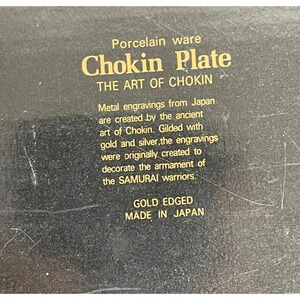 Porcelain ware
Chokin Plate
THE ART OF CHOKIN
Metal engravings from Japan
are created by the ancient
art of Chokin. Gilded with
gold and silver,the engravings
were originally created to
decorate the armament of
the SAMURAI warriors.
GOLD EDGED
MADE IN JAPAN